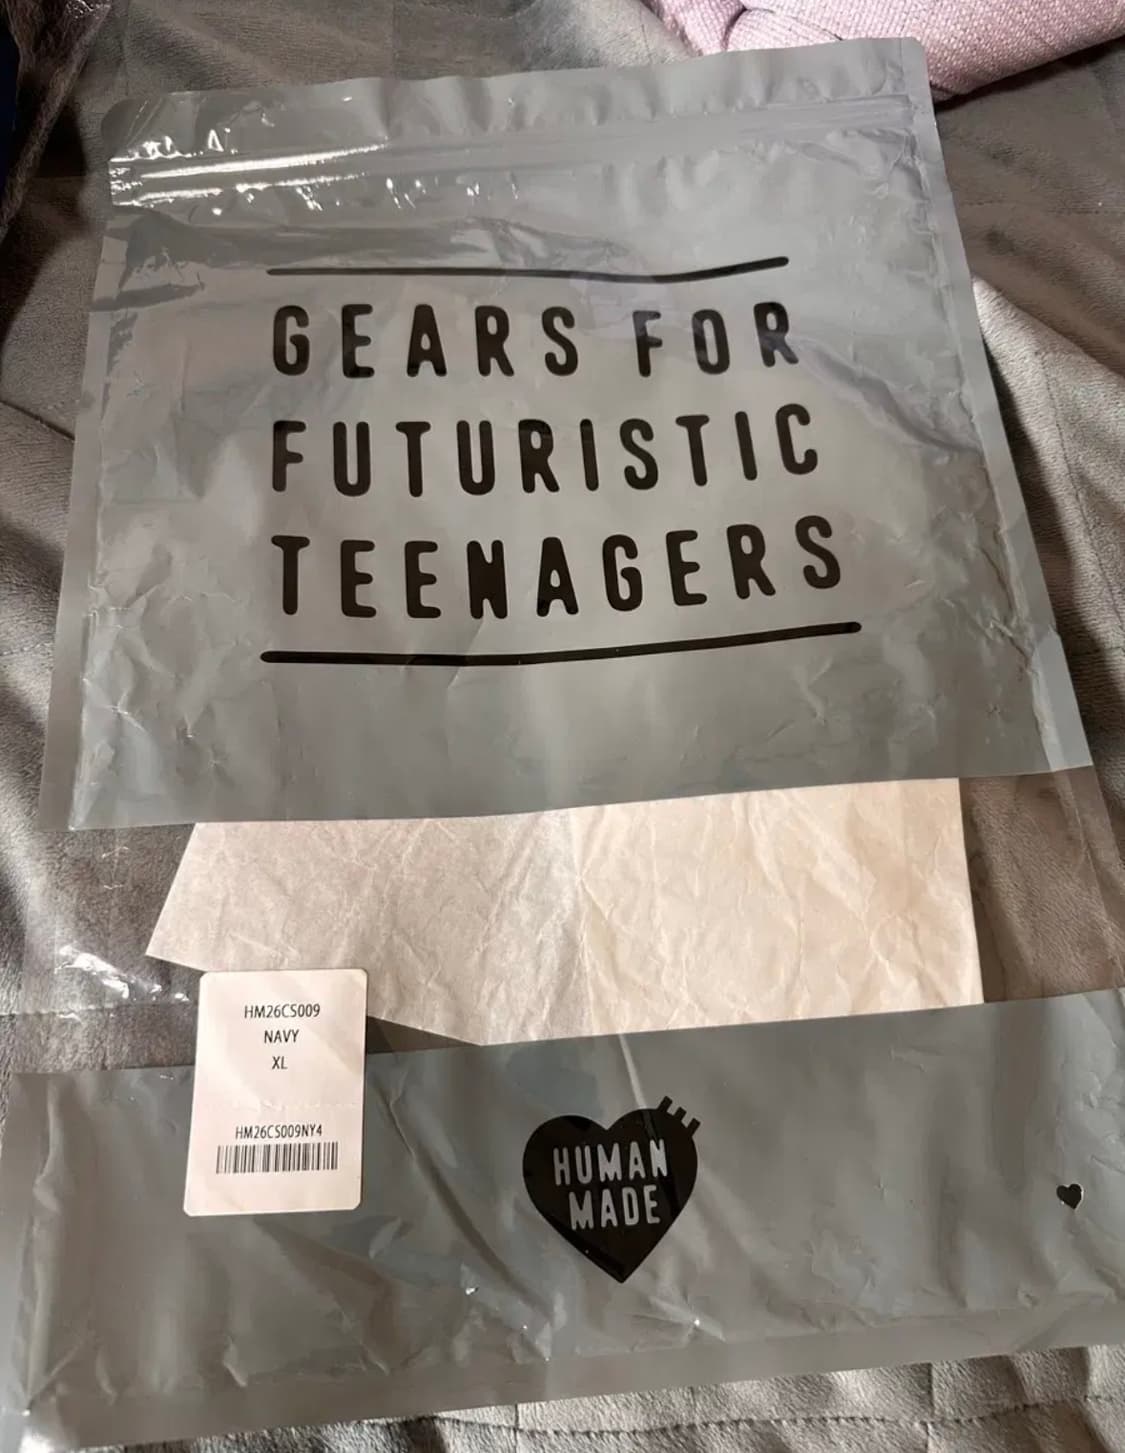 GEARS FOR
FUTURISTIC
TEENAGERS
HM26CS009
NAVY
XL
HM26CS009NY4
HUMAN
MADE